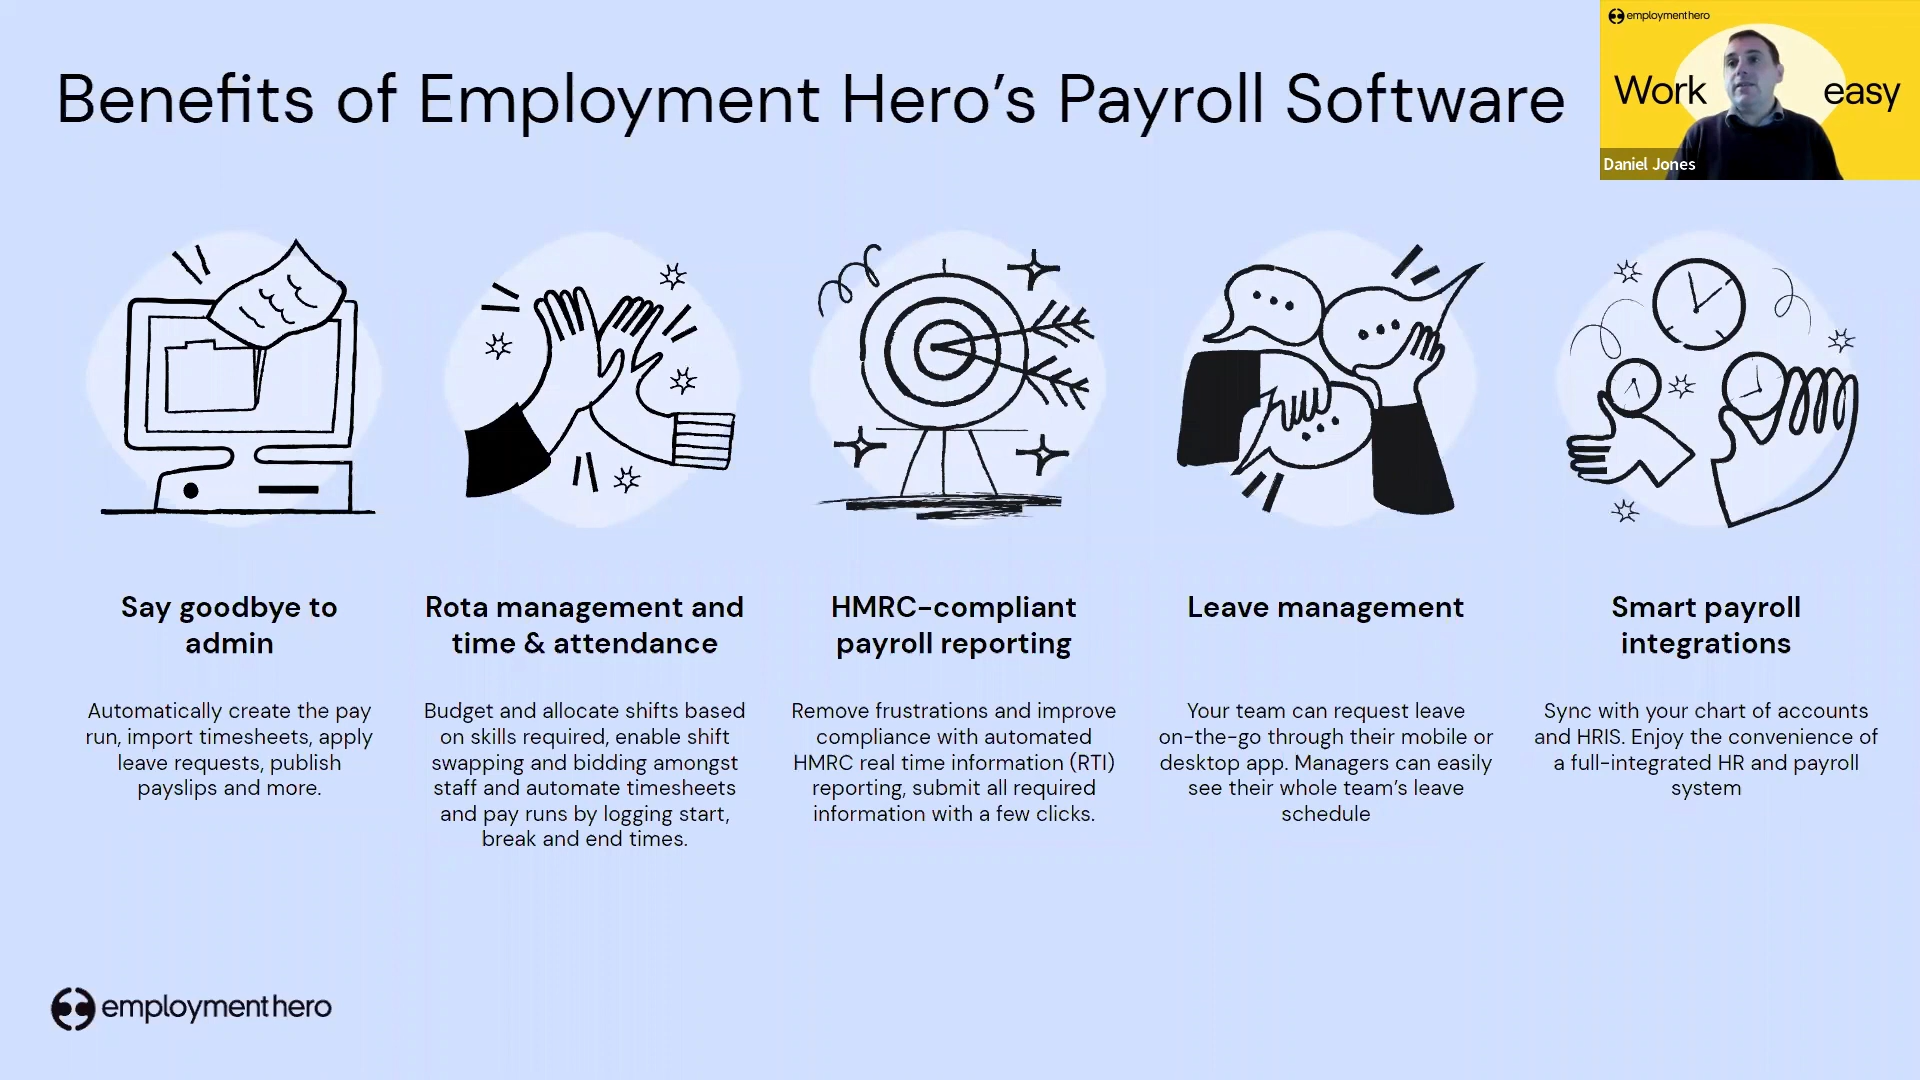 Benefits of Employment Hero’s Payroll Software
employmenthero
Work easy
Daniel Jones
Say goodbye to
admin
Automatically create the pay
run, import timesheets, apply
leave requests, publish
payslips and more.
Rota management and
time & attendance
Budget and allocate shifts based
on skills required, enable shift
swapping and bidding amongst
staff and automate timesheets
and pay runs by logging start,
break and end times.
HMRC-compliant
payroll reporting
Remove frustrations and improve
compliance with automated
HMRC real time information (RTI)
reporting, submit all required
information with a few clicks.
Leave management
Your team can request leave
on-the-go through their mobile or
desktop app. Managers can easily
see their whole team’s leave
schedule
Smart payroll
integrations
Sync with your chart of accounts
and HRIS. Enjoy the convenience of
a full-integrated HR and payroll
system
employmenthero